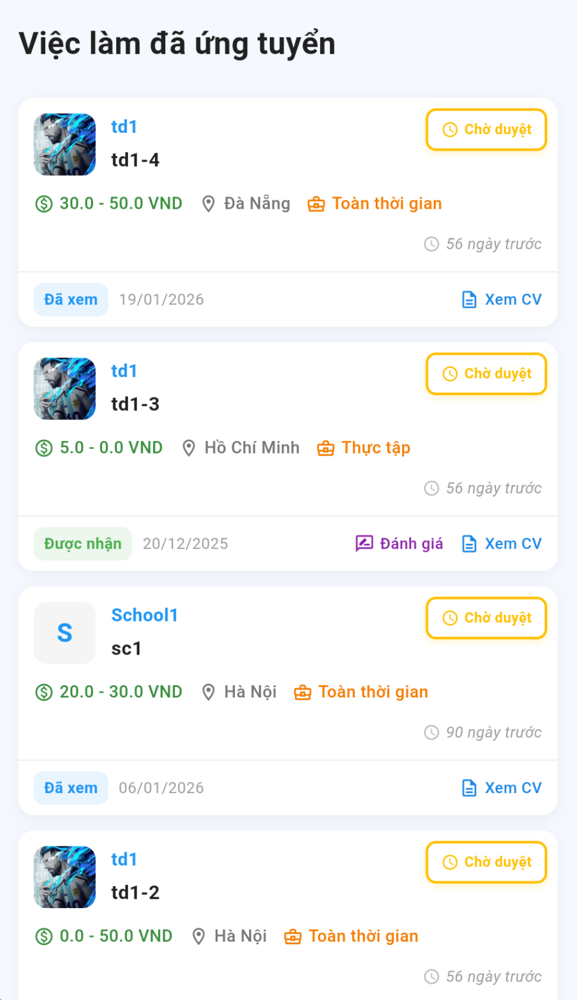 Việc làm đã ứng tuyển
td1
Chờ duyệt
td1-4
30.0 - 50.0 VND Đà Nẵng Toàn thời gian
56 ngày trước
Đã xem 19/01/2026 Xem CV
td1
Chờ duyệt
td1-3
5.0 - 0.0 VND Hồ Chí Minh Thực tập
56 ngày trước
Được nhận 20/12/2025 Đánh giá Xem CV
S
School1
Chờ duyệt
sc1
20.0 - 30.0 VND Hà Nội Toàn thời gian
90 ngày trước
Đã xem 06/01/2026 Xem CV
td1
Chờ duyệt
td1-2
0.0 - 50.0 VND Hà Nội Toàn thời gian
56 ngày trước